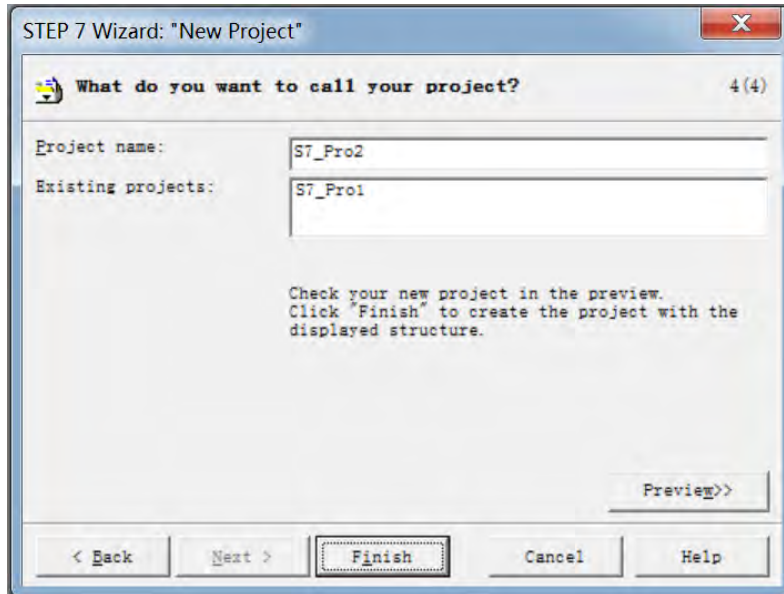 STEP 7 Wizard: "New Project"
What do you want to call your project? 4(4)
Project name: S7_Pro2
Existing projects: S7_Pro1
Check your new project in the preview.
Click "Finish" to create the project with the
displayed structure.
Preview>>
< Back Next > Finish Cancel Help